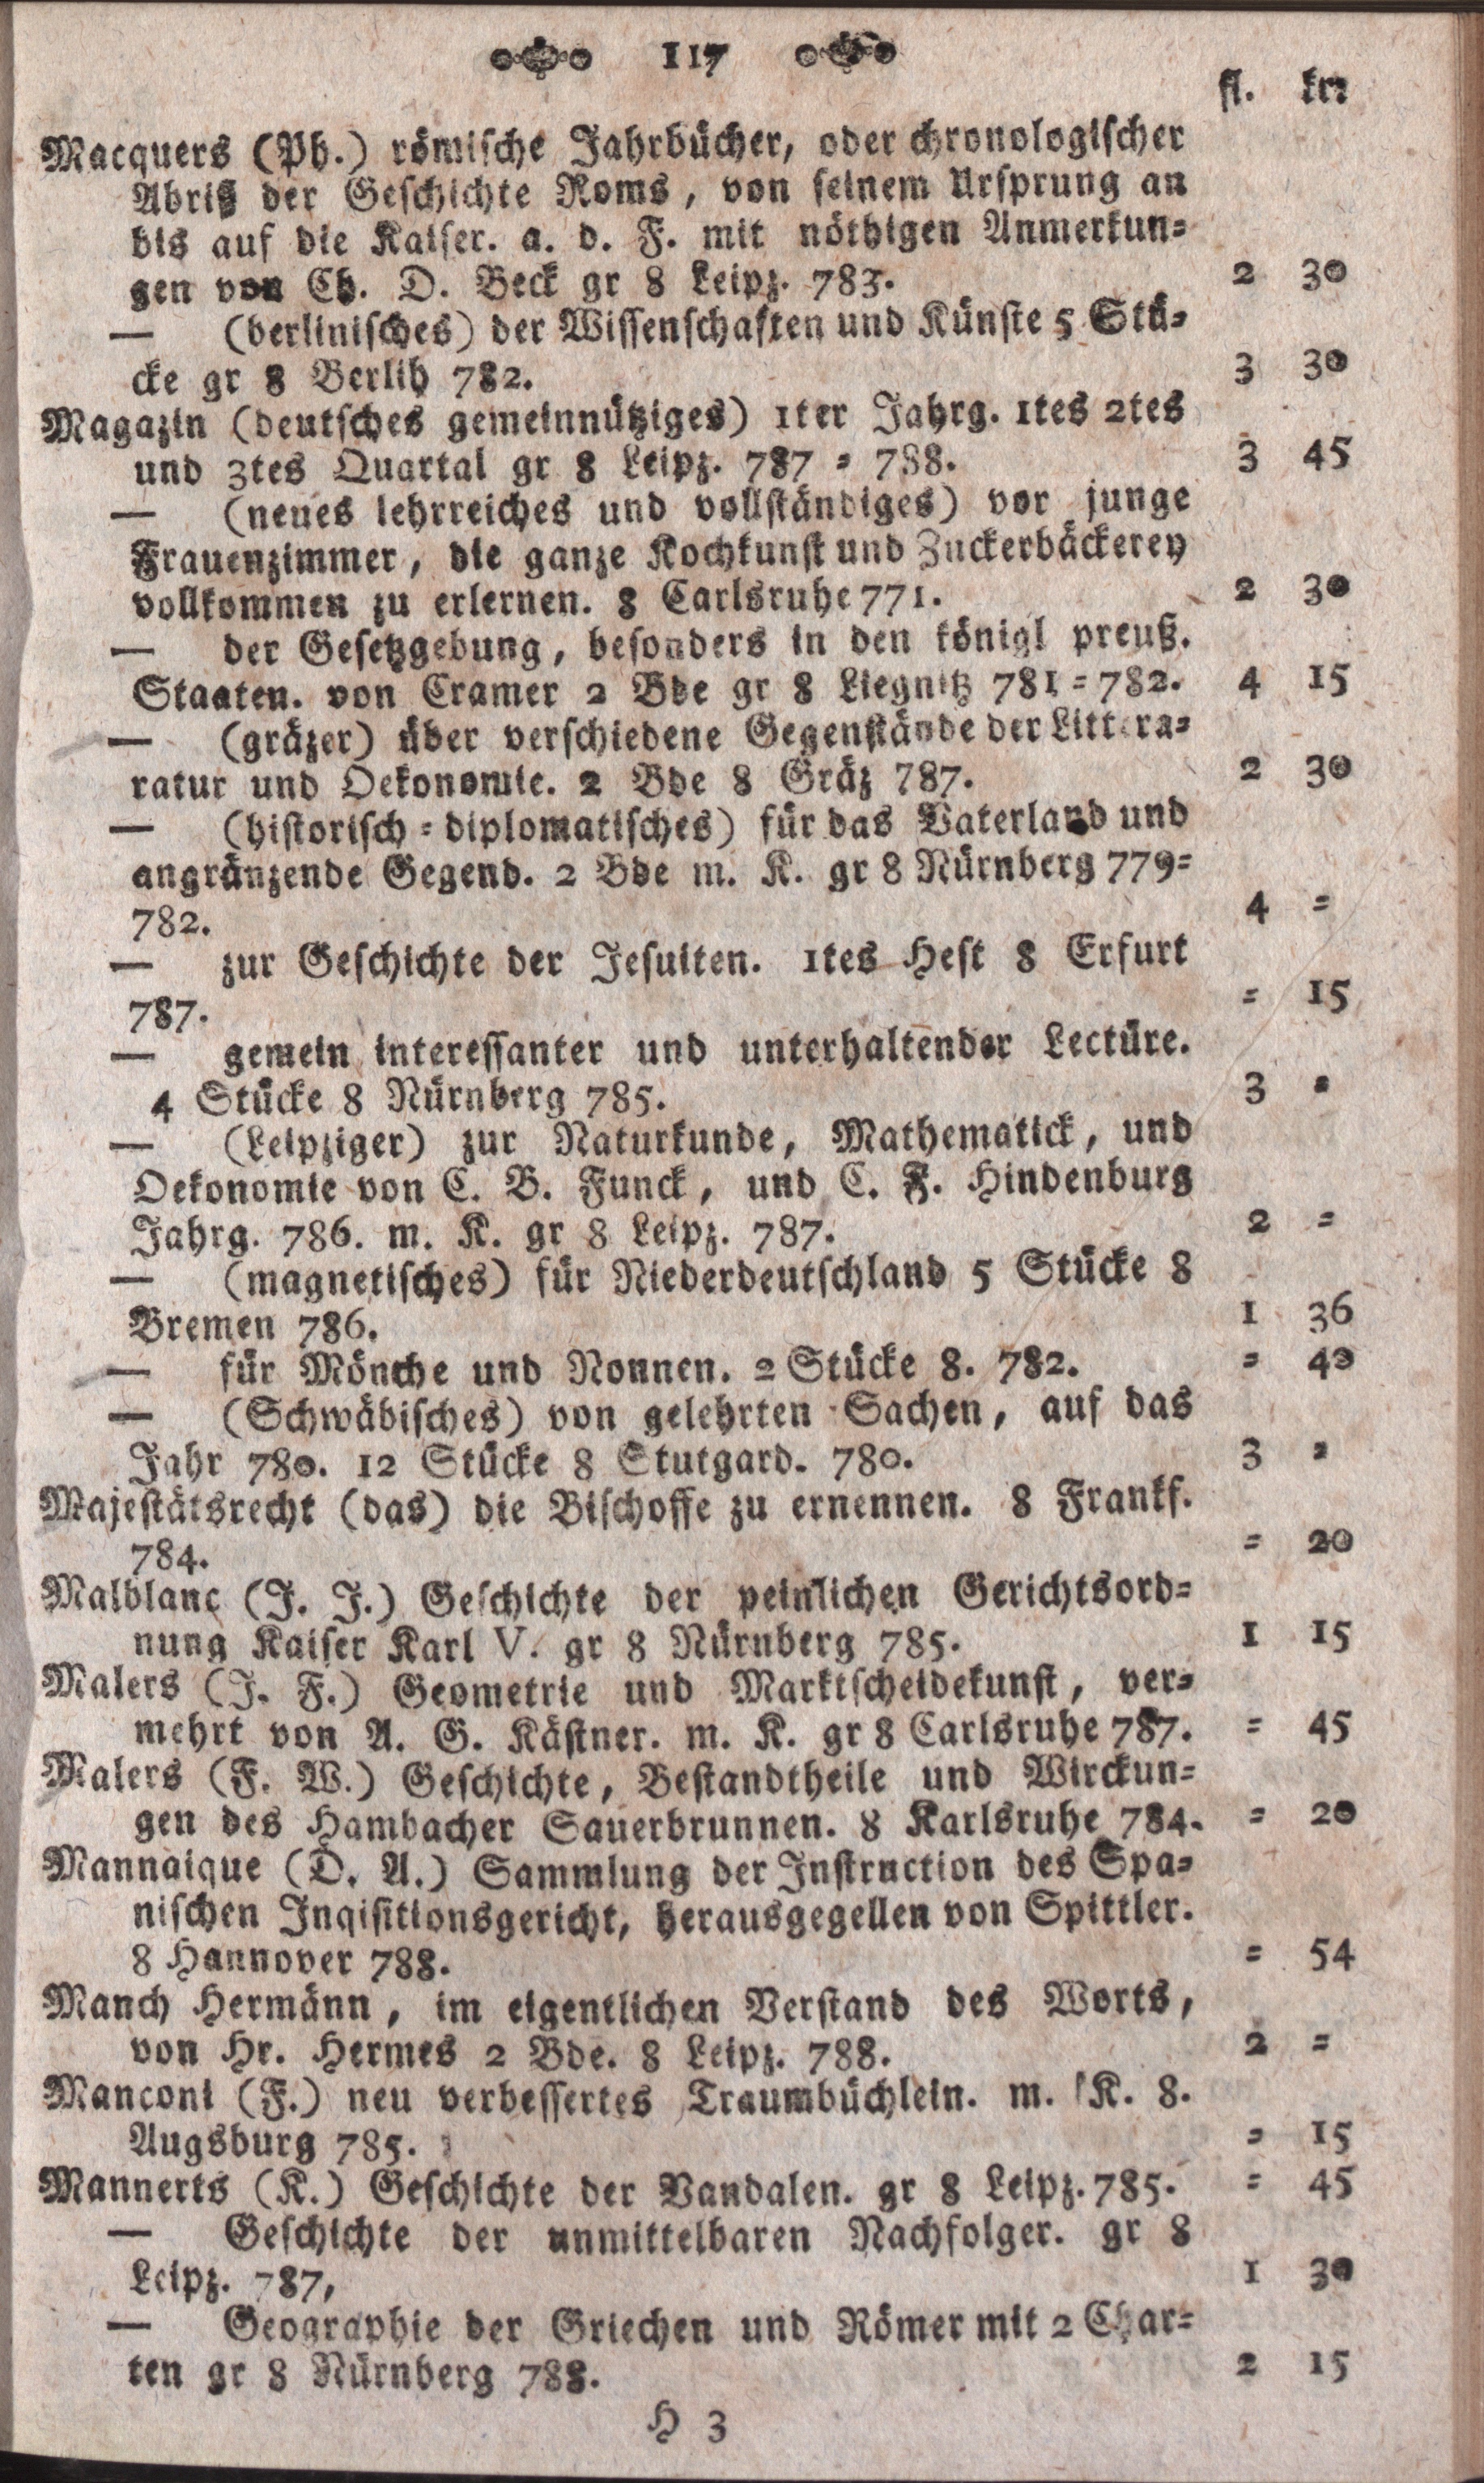 117
fl. kr.
Macquers (Ph.) römische Jahrbücher, oder chronologischer
Abriß der Geschichte Roms, von seinem Ursprung an
bis auf die Kaiser. a. d. F. mit nöthigen Anmerkun=
gen von Ch. D. Beck gr 8 Leipz. 783. 2 30
— (berlinisches) der Wissenschaften und Künste 5 Stü=
cke gr 8 Berlin 782. 3 30
Magazin (deutsches gemeinnütziges) 1ter Jahrg. 1tes 2tes
und 3tes Quartal gr 8 Leipz. 787 = 788. 3 45
— (neues lehrreiches und vollständiges) vor junge
Frauenzimmer, die ganze Kochkunst und Zuckerbäckerey
vollkommen zu erlernen. 8 Carlsruhe 771. 2 30
— der Gesetzgebung, besonders in den königl preuß.
Staaten. von Cramer 2 Bde gr 8 Liegnitz 781 = 782. 4 15
— (gräzer) über verschiedene Gegenstände der Littera=
ratur und Oekonomie. 2 Bde 8 Gräz 787. 2 30
— (historisch = diplomatisches) für das Vaterland und
angränzende Gegend. 2 Bde m. K. gr 8 Nürnberg 779=
782. 4 =
— zur Geschichte der Jesuiten. 1tes Heft 8 Erfurt
787. = 15
— gemein interessanter und unterhaltender Lectüre.
4 Stücke 8 Nürnberg 785. 3 =
— (Leipziger) zur Naturkunde, Mathematick, und
Oekonomie von C. B. Funck, und C. F. Hindenburg
Jahrg. 786. m. K. gr 8 Leipz. 787. 2 =
— (magnetisches) für Niederdeutschland 5 Stücke 8
Bremen 786. 1 36
— für Mönche und Nonnen. 2 Stücke 8. 782. = 40
— (Schwäbisches) von gelehrten Sachen, auf das
Jahr 780. 12 Stücke 8 Stutgard. 780. 3 =
Majestätsrecht (das) die Bischoffe zu ernennen. 8 Frankf.
784. = 20
Malblanc (J. J.) Geschichte der peinlichen Gerichtsord=
nung Kaiser Karl V. gr 8 Nürnberg 785. 1 15
Malers (J. F.) Geometrie und Marktscheidekunst, ver=
mehrt von A. G. Kästner. m. K. gr 8 Carlsruhe 787. = 45
Malers (F. W.) Geschichte, Bestandtheile und Wirckun=
gen des Hambacher Sauerbrunnen. 8 Karlsruhe 784. = 20
Mannaique (D. A.) Sammlung der Instruction des Spa=
nischen Inqisitionsgericht, herausgegellen von Spittler.
8 Hannover 788. = 54
Manch Hermänn, im eigentlichen Verstand des Worts,
von Hr. Hermes 2 Bde. 8 Leipz. 788. 2 =
Manconi (F.) neu verbessertes Traumbüchlein. m. K. 8.
Augsburg 785. = 15
Mannerts (K.) Geschichte der Vandalen. gr 8 Leipz. 785. = 45
— Geschichte der unmittelbaren Nachfolger. gr 8
Leipz. 787, 1 30
— Geographie der Griechen und Römer mit 2 Char=
ten gr 8 Nürnberg 788. 2 15
H 3